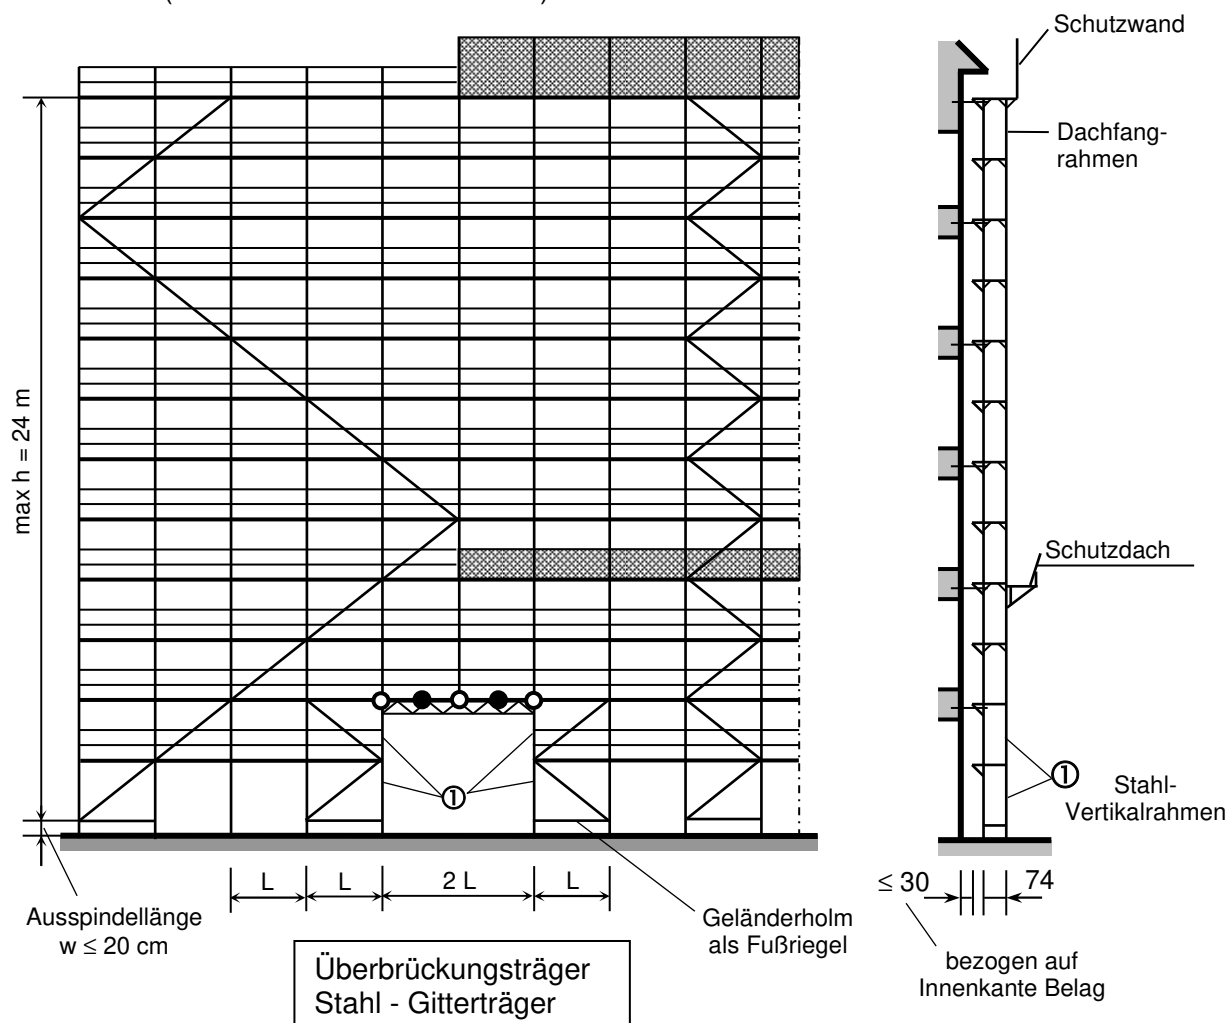 Schutzwand
Dachfang-
rahmen
max h = 24 m
Schutzdach
①
①
Stahl-
Vertikalrahmen
L
L
2 L
L
≤ 30
74
Ausspindellänge
w ≤ 20 cm
Geländerholm
als Fußriegel
bezogen auf
Innenkante Belag
Überbrückungsträger
Stahl - Gitterträger